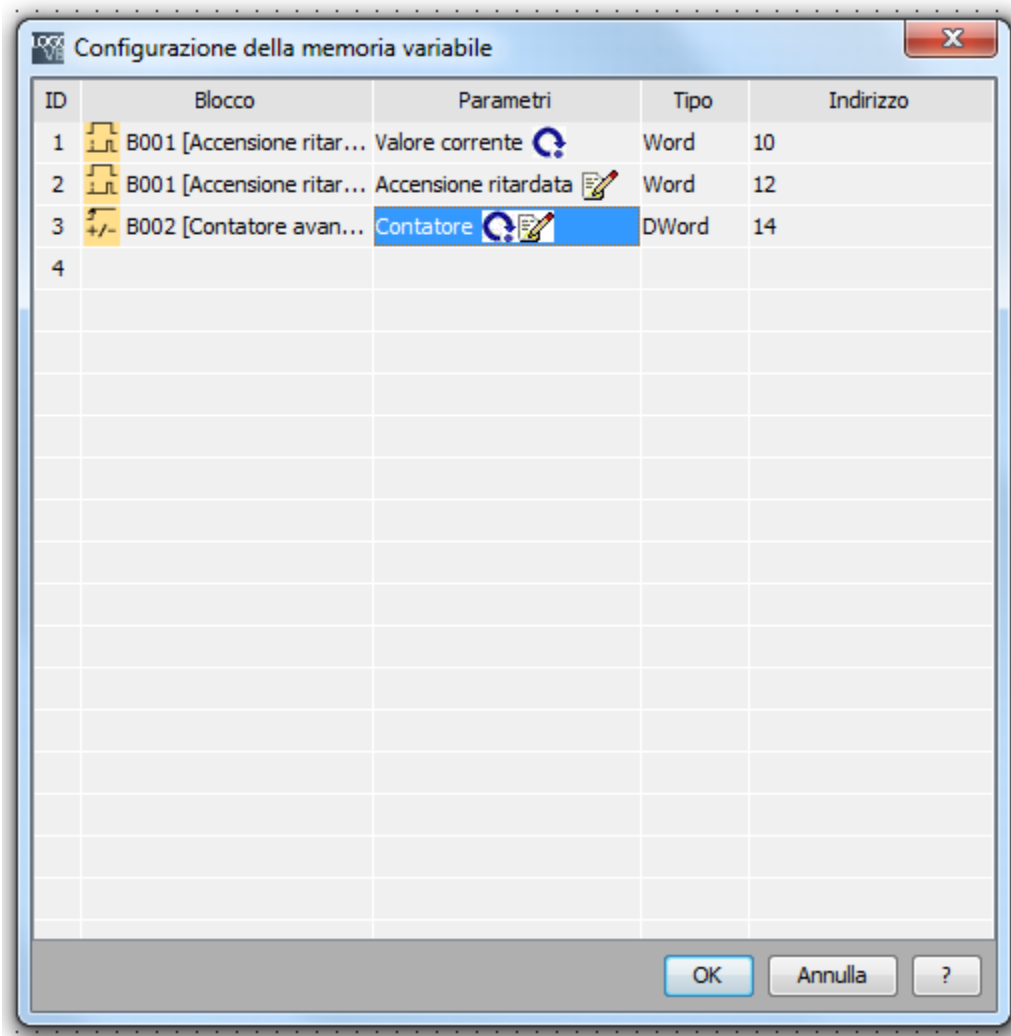 Configurazione della memoria variabile
ID Blocco Parametri Tipo Indirizzo
1 B001 [Accensione ritar... Valore corrente Word 10
2 B001 [Accensione ritar... Accensione ritardata Word 12
3 +/- B002 [Contatore avan... Contatore DWord 14
4
OK Annulla ?